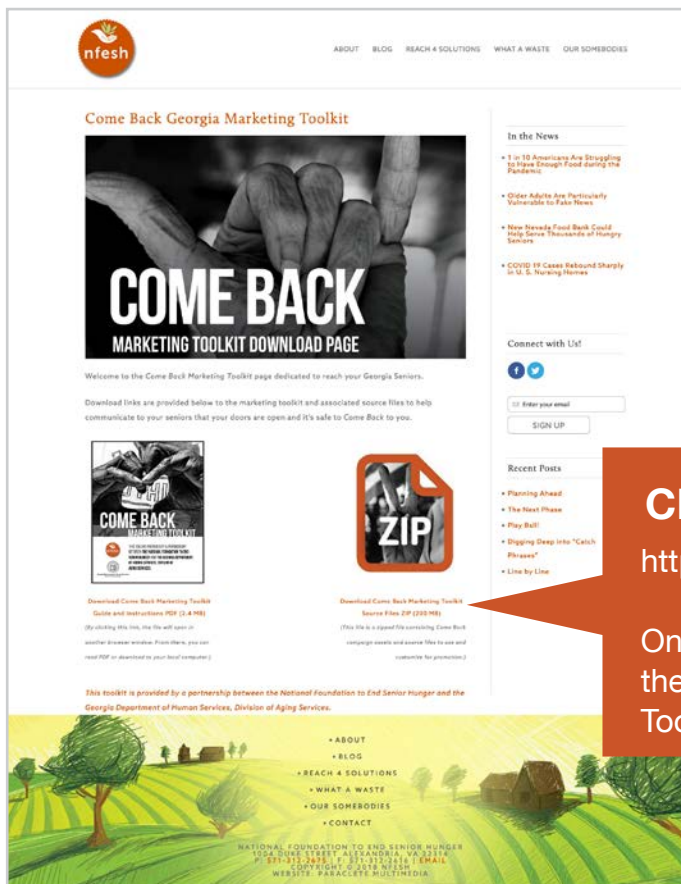 nfesh
ABOUT BLOG REACH 4 SOLUTIONS WHAT A WASTE OUR SOMEBODIES
Come Back Georgia Marketing Toolkit
COME BACK
MARKETING TOOLKIT DOWNLOAD PAGE
Welcome to the Come Back Marketing Toolkit page dedicated to reach your Georgia Seniors.
Download links are provided below to the marketing toolkit and associated source files to help
communicate to your seniors that your doors are open and it's safe to Come Back to you.
COME BACK
MARKETING TOOLKIT
Download Come Back Marketing Toolkit
Guide and Instructions PDF (2.4 MB)
(By clicking this link, the file will open in
another browser window. From there, you can
read PDF or download to your local computer.)
ZIP
Download Come Back Marketing Toolkit
Source Files ZIP (200 MB)
(This file is a zipped file containing Come Back
campaign assets and source files to use and
customize for promotion.)
This toolkit is provided by a partnership between the National Foundation to End Senior Hunger and the
Georgia Department of Human Services, Division of Aging Services.
In the News
1 in 10 Americans Are Struggling
to Have Enough Food during the
Pandemic
Older Adults Are Particularly
Vulnerable to Fake News
New Nevada Food Bank Could
Help Serve Thousands of Hungry
Seniors
COVID 19 Cases Rebound Sharply
in U. S. Nursing Homes
Connect with Us!
Enter your email
SIGN UP
Recent Posts
Planning Ahead
The Next Phase
Play Ball!
Digging Deep into "Catch
Phrases"
Line by Line
htt
On
the
ABOUT
BLOG
REACH 4 SOLUTIONS
WHAT A WASTE
OUR SOMEBODIES
CONTACT
NATIONAL FOUNDATION TO END SENIOR HUNGER
1004 DUKE STREET ALEXANDRIA, VA 22314
P: 571-312-2675 | F: 571-312-2616 | EMAIL
COPYRIGHT © 2018 NFESH
WEBSITE: PARACLETE MULTIMEDIA